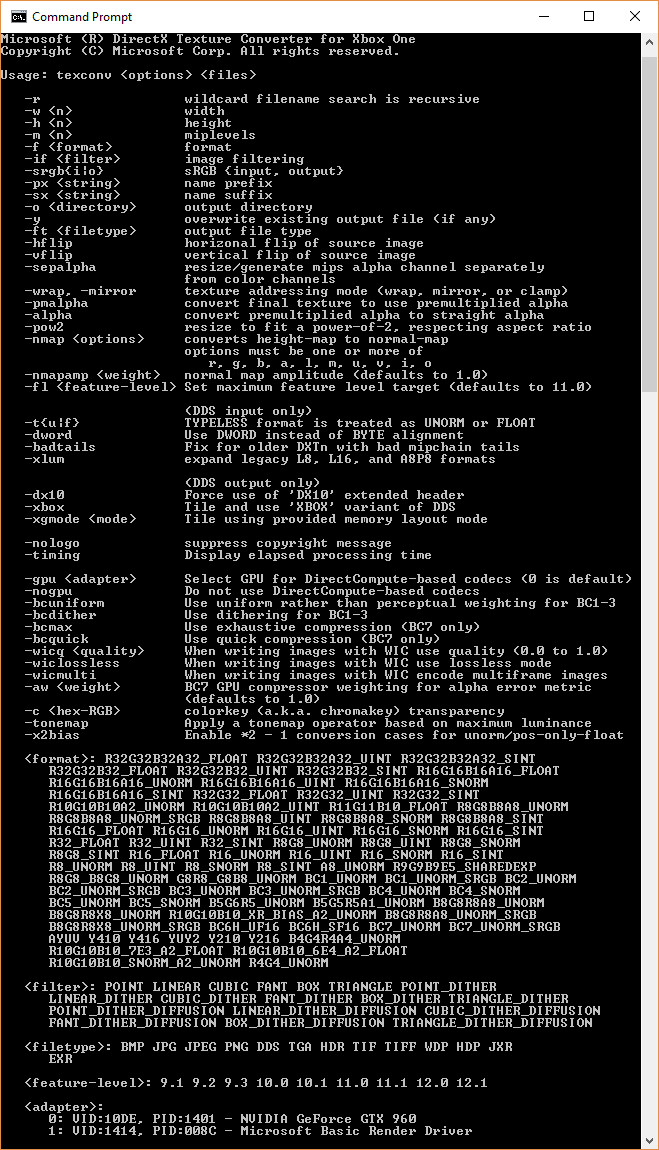 Command Prompt
Microsoft (R) DirectX Texture Converter for Xbox One
Copyright (C) Microsoft Corp. All rights reserved.
Usage: texconv <options> <files>
-r wildcard filename search is recursive
-w <n> width
-h <n> height
-m <n> miplevels
-f <format> format
-if <filter> image filtering
-srgb{i|o} sRGB {input, output}
-px <string> name prefix
-sx <string> name suffix
-o <directory> output directory
-y overwrite existing output file (if any)
-ft <filetype> output file type
-hflip horizonal flip of source image
-vflip vertical flip of source image
-sepalpha resize/generate mips alpha channel separately
from color channels
-wrap, -mirror texture addressing mode (wrap, mirror, or clamp)
-pmalpha convert final texture to use premultiplied alpha
-alpha convert premultiplied alpha to straight alpha
-pow2 resize to fit a power-of-2, respecting aspect ratio
-nmap <options> converts height-map to normal-map
options must be one or more of
r, g, b, a, l, m, u, v, i, o
-nmapamp <weight> normal map amplitude (defaults to 1.0)
-fl <feature-level> Set maximum feature level target (defaults to 11.0)
(DDS input only)
-t{u|f} TYPELESS format is treated as UNORM or FLOAT
-dword Use DWORD instead of BYTE alignment
-badtails Fix for older DXTn with bad mipchain tails
-xlum expand legacy L8, L16, and A8P8 formats
(DDS output only)
-dx10 Force use of 'DX10' extended header
-xbox Tile and use 'XBOX' variant of DDS
-xgmode <mode> Tile using provided memory layout mode
-nologo suppress copyright message
-timing Display elapsed processing time
-gpu <adapter> Select GPU for DirectCompute-based codecs (0 is default)
-nogpu Do not use DirectCompute-based codecs
-bcuniform Use uniform rather than perceptual weighting for BC1-3
-bcdither Use dithering for BC1-3
-bcmax Use exhaustive compression (BC7 only)
-bcquick Use quick compression (BC7 only)
-wicq <quality> When writing images with WIC use quality (0.0 to 1.0)
-wiclossless When writing images with WIC use lossless mode
-wicmulti When writing images with WIC encode multiframe images
-aw <weight> BC7 GPU compressor weighting for alpha error metric
(defaults to 1.0)
-c <hex-RGB> colorkey (a.k.a. chromakey) transparency
-tonemap Apply a tonemap operator based on maximum luminance
-x2bias Enable *2 - 1 conversion cases for unorm/pos-only-float
<format>: R32G32B32A32_FLOAT R32G32B32A32_UINT R32G32B32A32_SINT
R32G32B32_FLOAT R32G32B32_UINT R32G32B32_SINT R16G16B16A16_FLOAT
R16G16B16A16_UNORM R16G16B16A16_UINT R16G16B16A16_SNORM
R16G16B16A16_SINT R32G32_FLOAT R32G32_UINT R32G32_SINT
R10G10B10A2_UNORM R10G10B10A2_UINT R11G11B10_FLOAT R8G8B8A8_UNORM
R8G8B8A8_UNORM_SRGB R8G8B8A8_UINT R8G8B8A8_SNORM R8G8B8A8_SINT
R16G16_FLOAT R16G16_UNORM R16G16_UINT R16G16_SNORM R16G16_SINT
R32_FLOAT R32_UINT R32_SINT R8G8_UNORM R8G8_UINT R8G8_SNORM
R8G8_SINT R16_FLOAT R16_UNORM R16_UINT R16_SNORM R16_SINT
R8_UNORM R8_UINT R8_SNORM R8_SINT A8_UNORM R9G9B9E5_SHAREDEXP
R8G8_B8G8_UNORM G8R8_G8B8_UNORM BC1_UNORM BC1_UNORM_SRGB BC2_UNORM
BC2_UNORM_SRGB BC3_UNORM BC3_UNORM_SRGB BC4_UNORM BC4_SNORM
BC5_UNORM BC5_SNORM B5G6R5_UNORM B5G5R5A1_UNORM B8G8R8A8_UNORM
B8G8R8X8_UNORM R10G10B10_XR_BIAS_A2_UNORM B8G8R8A8_UNORM_SRGB
B8G8R8X8_UNORM_SRGB BC6H_UF16 BC6H_SF16 BC7_UNORM BC7_UNORM_SRGB
AYUV Y410 Y416 YUY2 Y210 Y216 B4G4R4A4_UNORM
R10G10B10_7E3_A2_FLOAT R10G10B10_6E4_A2_FLOAT
R10G10B10_SNORM_A2_UNORM R4G4_UNORM
<filter>: POINT LINEAR CUBIC FANT BOX TRIANGLE POINT_DITHER
LINEAR_DITHER CUBIC_DITHER FANT_DITHER BOX_DITHER TRIANGLE_DITHER
POINT_DITHER_DIFFUSION LINEAR_DITHER_DIFFUSION CUBIC_DITHER_DIFFUSION
FANT_DITHER_DIFFUSION BOX_DITHER_DIFFUSION TRIANGLE_DITHER_DIFFUSION
<filetype>: BMP JPG JPEG PNG DDS TGA HDR TIF TIFF WDP HDP JXR
EXR
<feature-level>: 9.1 9.2 9.3 10.0 10.1 11.0 11.1 12.0 12.1
<adapter>:
0: VID:10DE, PID:1401 - NVIDIA GeForce GTX 960
1: VID:1414, PID:008C - Microsoft Basic Render Driver